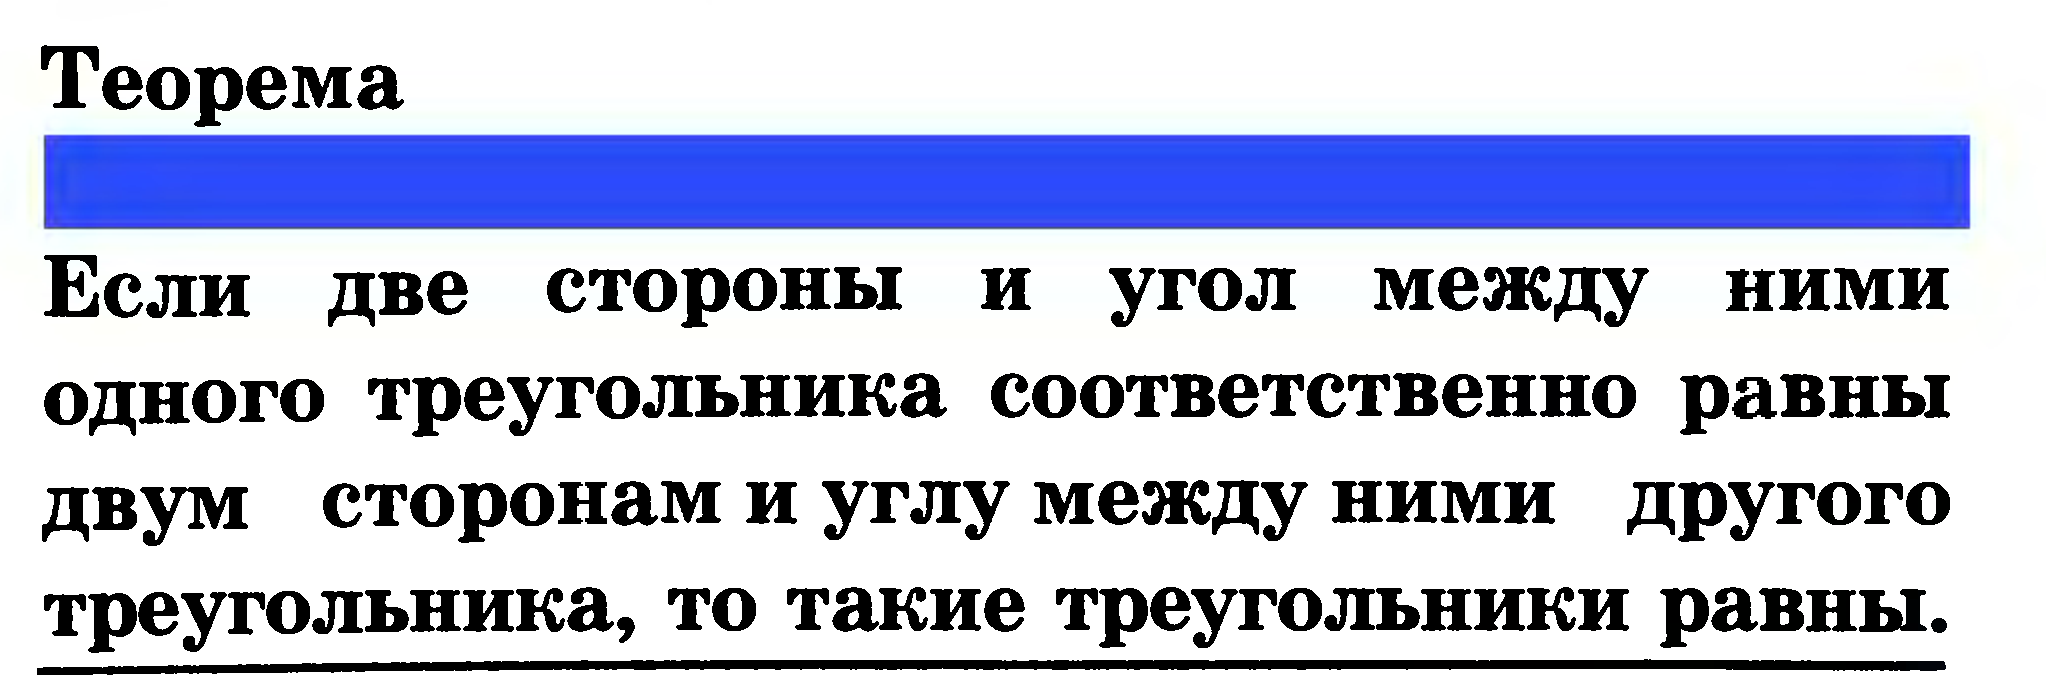 Теорема
Если две стороны и угол между ними
одного треугольника соответственно равны
двум сторонам и углу между ними другого
треугольника, то такие треугольники равны.